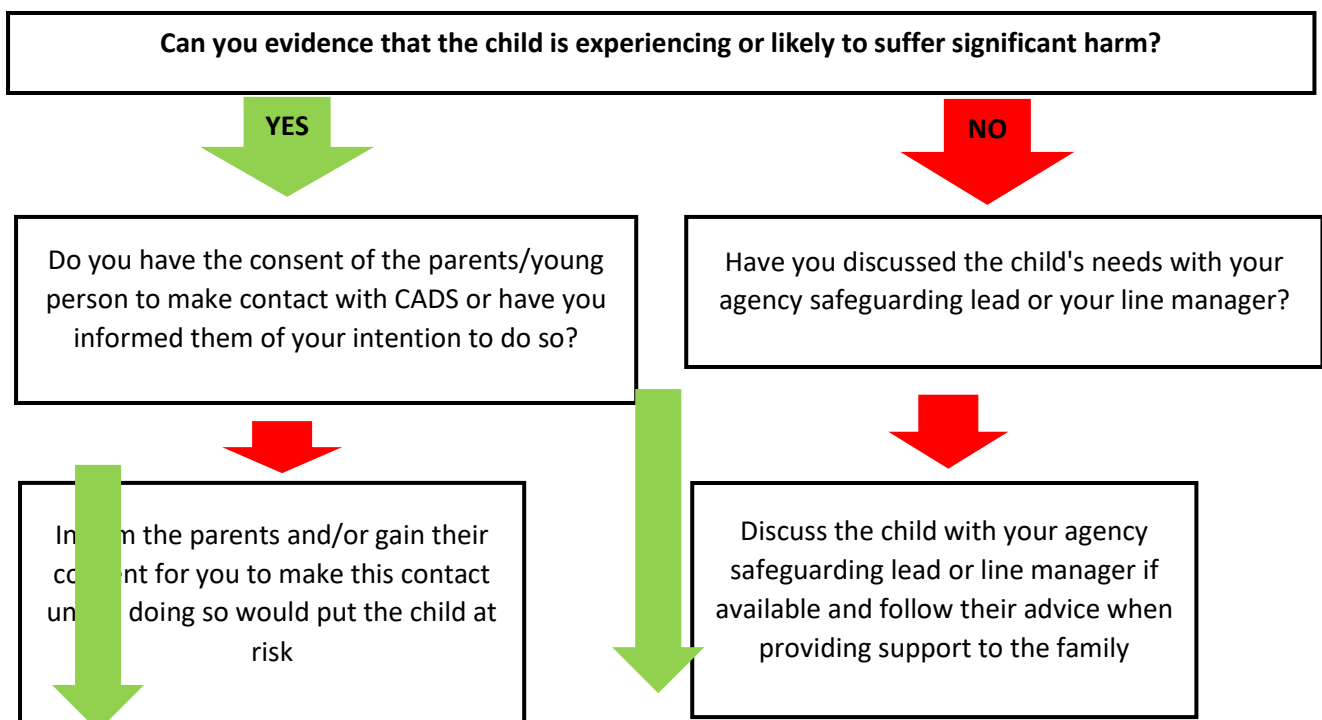 Can you evidence that the child is experiencing or likely to suffer significant harm?
YES
NO
Do you have the consent of the parents/young
person to make contact with CADS or have you
informed them of your intention to do so?
Have you discussed the child's needs with your
agency safeguarding lead or your line manager?
the parents and/or gain their
for you to make this contact
doing so would put the child at
risk
Discuss the child with your agency
safeguarding lead or line manager if
available and follow their advice when
providing support to the family